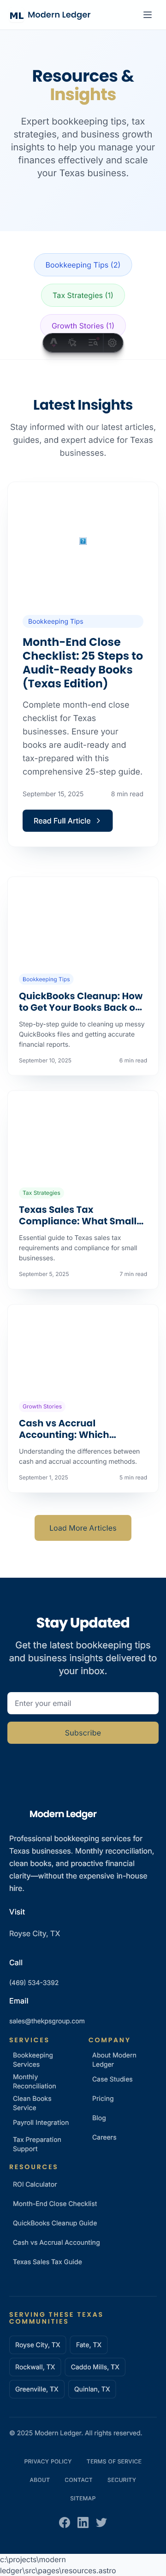 ML Modern Ledger
Resources &
Insights
Expert bookkeeping tips, tax
strategies, and business growth
insights to help you manage your
finances effectively and scale
your Texas business.
Bookkeeping Tips (2)
Tax Strategies (1)
Growth Stories (1)
Latest Insights
Stay informed with our latest articles,
guides, and expert advice for Texas
businesses.
Bookkeeping Tips
Month-End Close
Checklist: 25 Steps to
Audit-Ready Books
(Texas Edition)
Complete month-end close
checklist for Texas
businesses. Ensure your
books are audit-ready and
tax-prepared with this
comprehensive 25-step guide.
September 15, 2025
8 min read
Read Full Article
Bookkeeping Tips
QuickBooks Cleanup: How
to Get Your Books Back o...
Step-by-step guide to cleaning up messy
QuickBooks files and getting accurate
financial reports.
September 10, 2025
6 min read
Tax Strategies
Texas Sales Tax
Compliance: What Small...
Essential guide to Texas sales tax
requirements and compliance for small
businesses.
September 5, 2025
7 min read
Growth Stories
Cash vs Accrual
Accounting: Which...
Understanding the differences between
cash and accrual accounting methods.
September 1, 2025
5 min read
Load More Articles
Stay Updated
Get the latest bookkeeping tips
and business insights delivered to
your inbox.
Enter your email
Subscribe
Modern Ledger
Professional bookkeeping services for
Texas businesses. Monthly reconciliation,
clean books, and proactive financial
clarity—without the expensive in-house
hire.
Visit
Royse City, TX
Call
(469) 534-3392
Email
sales@thekpsgroup.com
SERVICES
Bookkeeping
Services
Monthly
Reconciliation
Clean Books
Service
Payroll Integration
Tax Preparation
Support
COMPANY
About Modern
Ledger
Case Studies
Pricing
Blog
Careers
RESOURCES
ROI Calculator
Month-End Close Checklist
QuickBooks Cleanup Guide
Cash vs Accrual Accounting
Texas Sales Tax Guide
SERVING THESE TEXAS
COMMUNITIES
Royse City, TX
Fate, TX
Rockwall, TX
Caddo Mills, TX
Greenville, TX
Quinlan, TX
© 2025 Modern Ledger. All rights reserved.
PRIVACY POLICY
TERMS OF SERVICE
ABOUT
CONTACT
SECURITY
SITEMAP
c:\projects\modern
ledger\src\pages\resources.astro